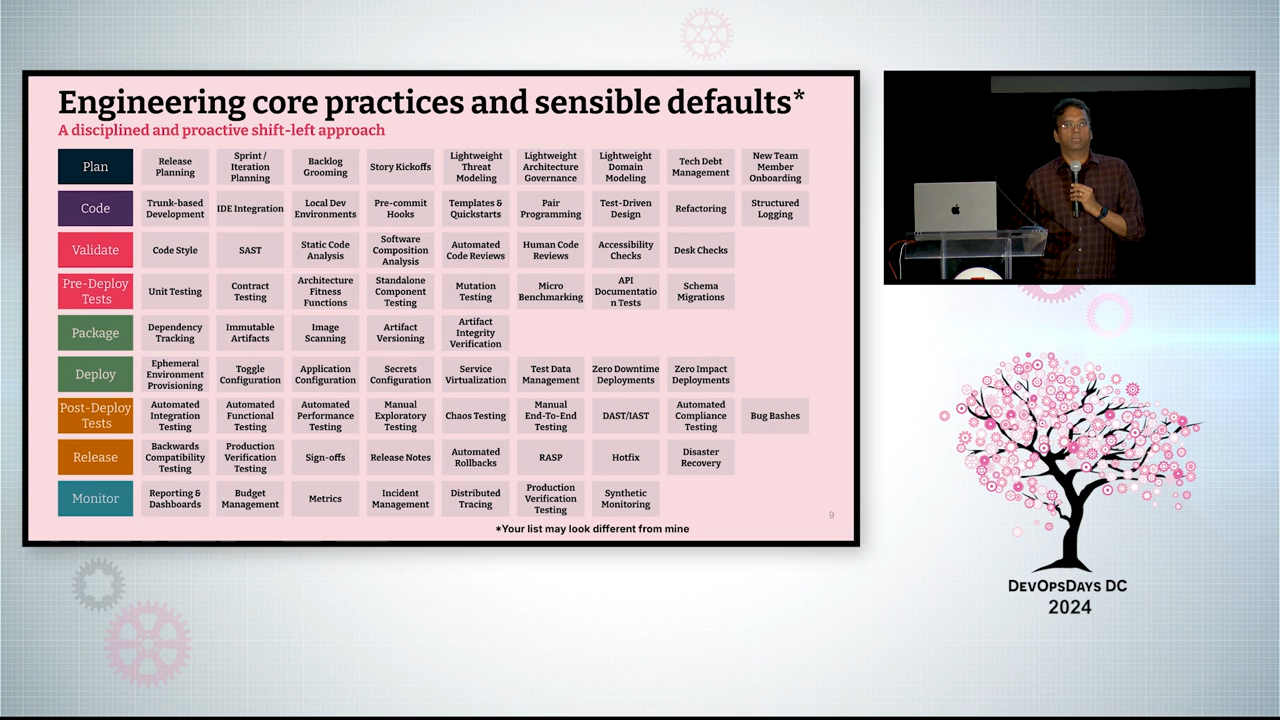 Engineering core practices and sensible defaults*
A disciplined and proactive shift-left approach
Plan
Release
Planning
Sprint /
Iteration
Planning
Backlog
Grooming
Story Kickoffs
Lightweight
Threat
Modeling
Lightweight
Architecture
Governance
Lightweight
Domain
Modeling
Tech Debt
Management
New Team
Member
Onboarding
Code
Trunk-based
Development
IDE Integration
Local Dev
Environments
Pre-commit
Hooks
Templates &
Quickstarts
Pair
Programming
Test-Driven
Design
Refactoring
Structured
Logging
Validate
Code Style
SAST
Static Code
Analysis
Software
Composition
Analysis
Automated
Code Reviews
Human Code
Reviews
Accessibility
Checks
Desk Checks
Pre-Deploy
Tests
Unit Testing
Contract
Testing
Architecture
Fitness
Functions
Standalone
Component
Testing
Mutation
Testing
Micro
Benchmarking
API
Documentatio
n Tests
Schema
Migrations
Package
Dependency
Tracking
Immutable
Artifacts
Image
Scanning
Artifact
Versioning
Artifact
Integrity
Verification
Deploy
Ephemeral
Environment
Provisioning
Toggle
Configuration
Application
Configuration
Secrets
Configuration
Service
Virtualization
Test Data
Management
Zero Downtime
Deployments
Zero Impact
Deployments
Post-Deploy
Tests
Automated
Integration
Testing
Automated
Functional
Testing
Automated
Performance
Testing
Manual
Exploratory
Testing
Chaos Testing
Manual
End-To-End
Testing
DAST/IAST
Automated
Compliance
Testing
Bug Bashes
Release
Backwards
Compatibility
Testing
Production
Verification
Testing
Sign-offs
Release Notes
Automated
Rollbacks
RASP
Hotfix
Disaster
Recovery
Monitor
Reporting &
Dashboards
Budget
Management
Metrics
Incident
Management
Distributed
Tracing
Production
Verification
Testing
Synthetic
Monitoring
*Your list may look different from mine
9
DevOpsDays DC
2024